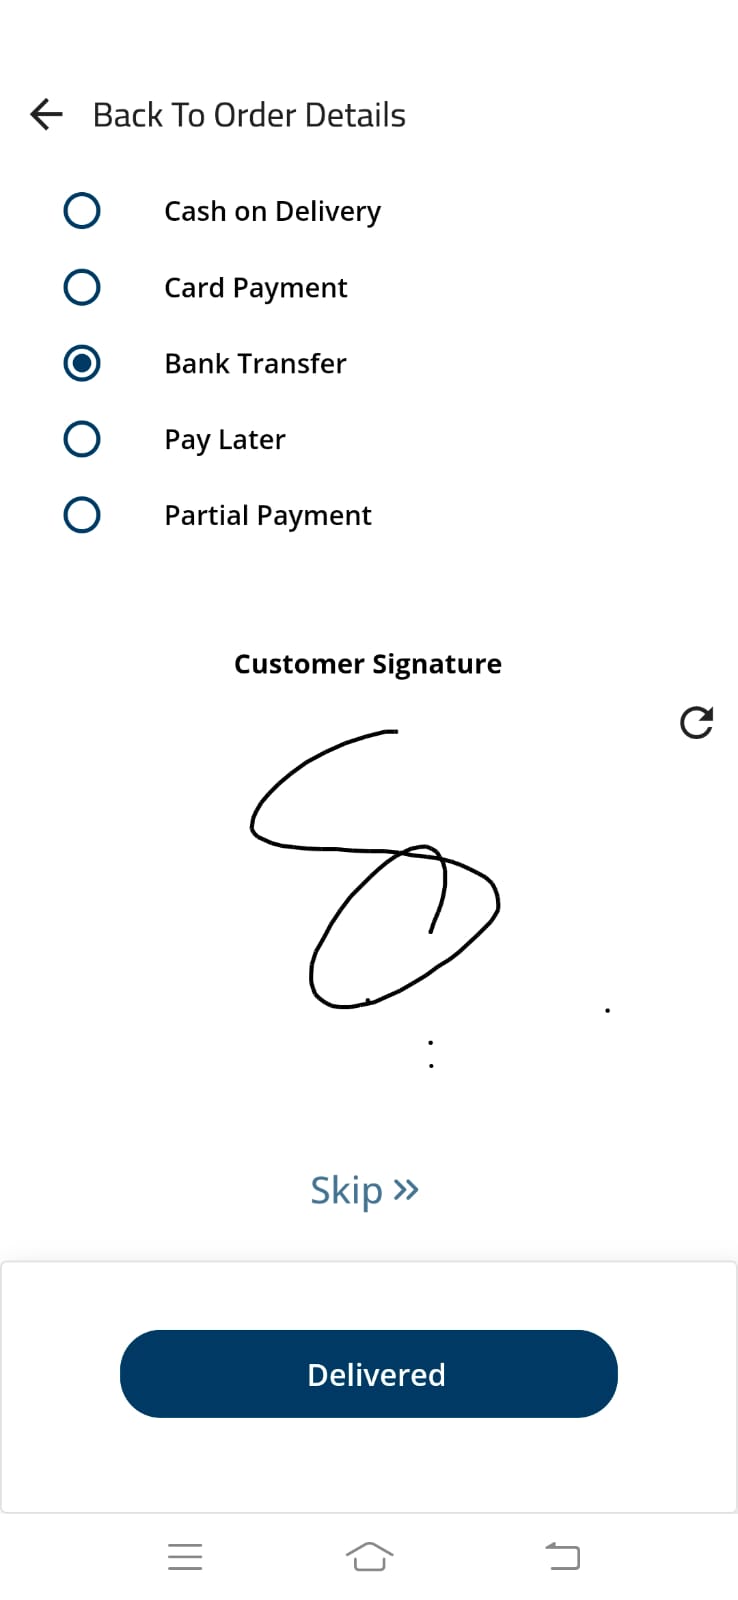 Back To Order Details
Cash on Delivery
Card Payment
Bank Transfer
Pay Later
Partial Payment
Customer Signature
Skip »
Delivered